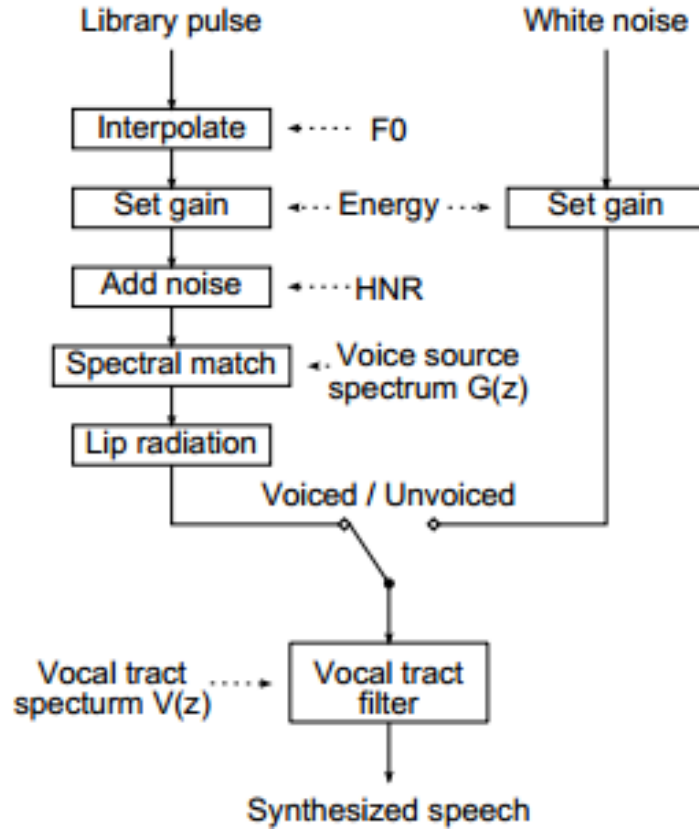 Library pulse
White noise
Interpolate
F0
Set gain
Energy
Set gain
Add noise
HNR
Spectral match
Voice source
spectrum G(z)
Lip radiation
Voiced / Unvoiced
Vocal tract
specturm V(z)
Vocal tract
filter
Synthesized speech